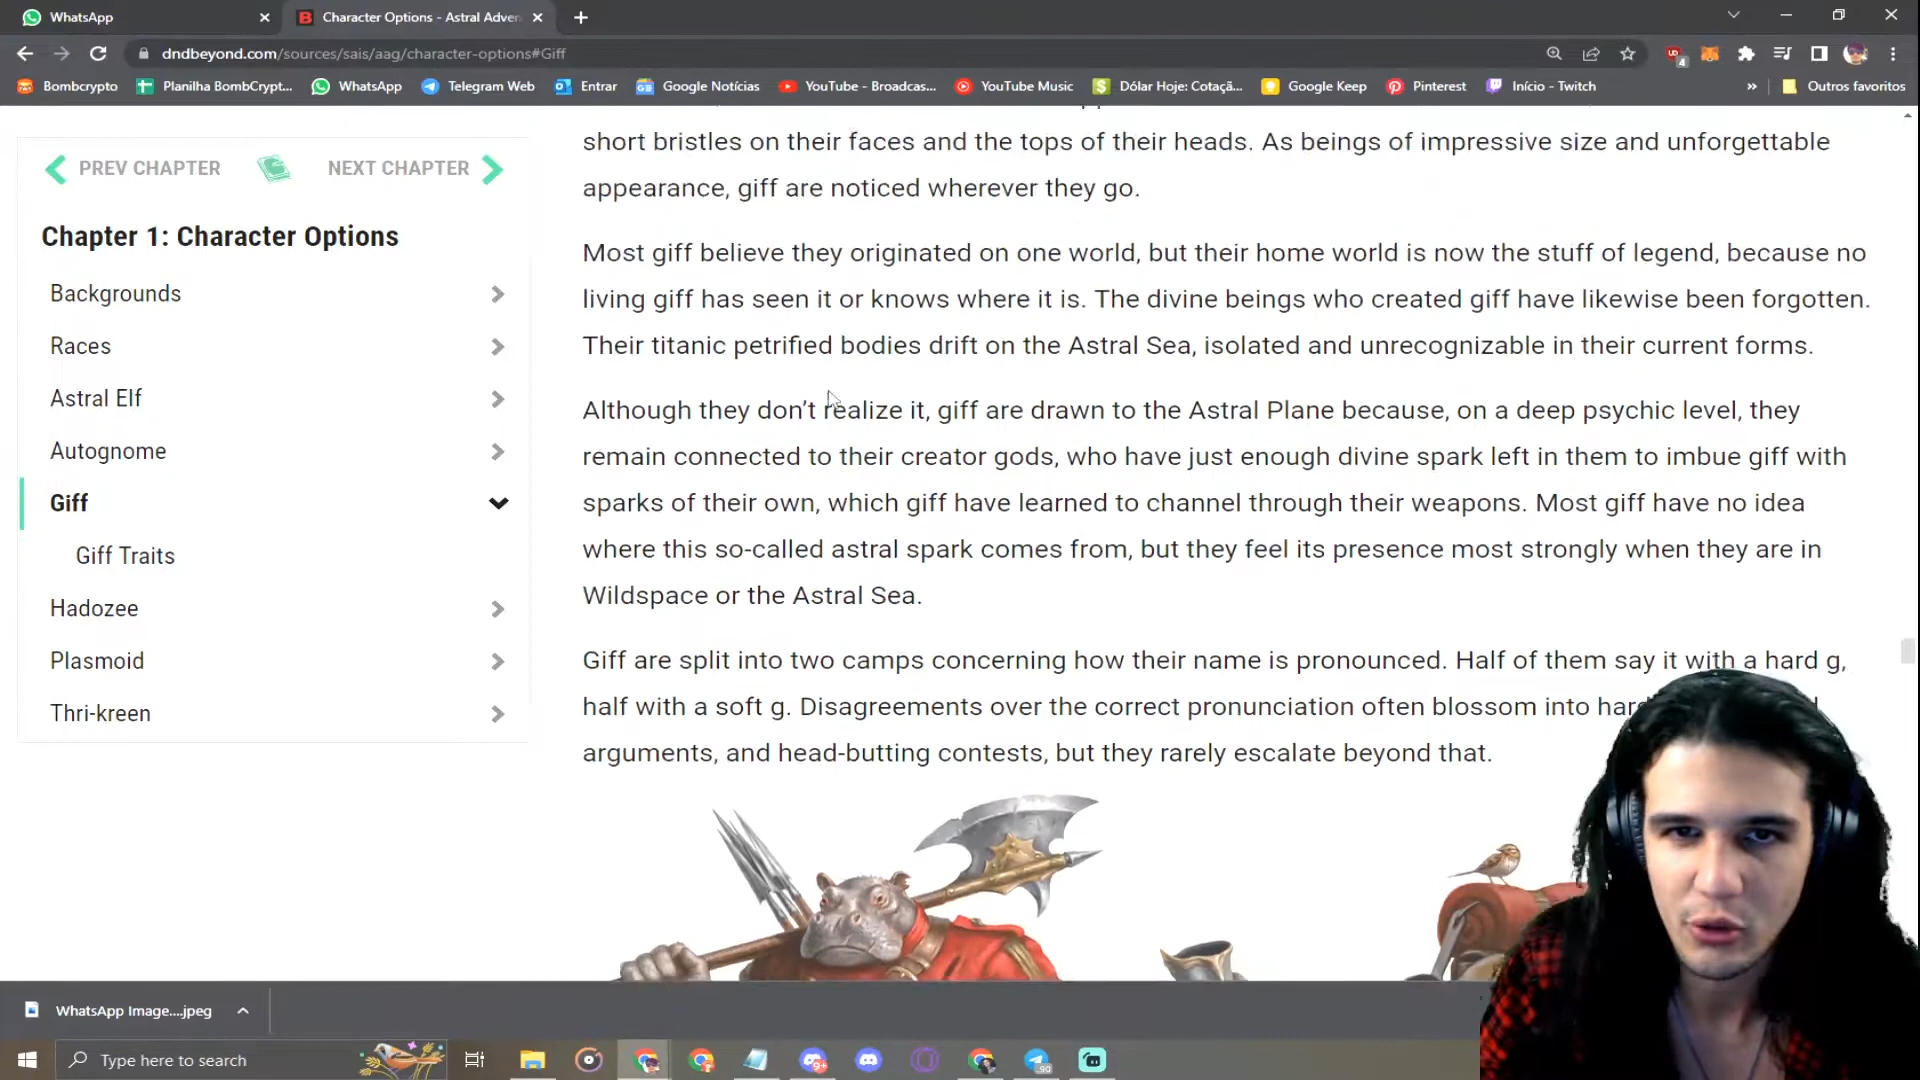 WhatsApp
Character Options - Astral Adven
dndbeyond.com/sources/sais/aag/character-options#Giff
4
Bombcrypto
Planilha BombCrypt...
WhatsApp
Telegram Web
Entrar
Google Notícias
YouTube - Broadcas...
YouTube Music
Dólar Hoje: Cotaçã...
Google Keep
Pinterest
Início - Twitch
Outros favoritos
PREV CHAPTER
NEXT CHAPTER
Chapter 1: Character Options
Backgrounds
Races
Astral Elf
Autognome
Giff
Giff Traits
Hadozee
Plasmoid
Thri-kreen
short bristles on their faces and the tops of their heads. As beings of impressive size and unforgettable
appearance, giff are noticed wherever they go.
Most giff believe they originated on one world, but their home world is now the stuff of legend, because no
living giff has seen it or knows where it is. The divine beings who created giff have likewise been forgotten.
Their titanic petrified bodies drift on the Astral Sea, isolated and unrecognizable in their current forms.
Although they don’t realize it, giff are drawn to the Astral Plane because, on a deep psychic level, they
remain connected to their creator gods, who have just enough divine spark left in them to imbue giff with
sparks of their own, which giff have learned to channel through their weapons. Most giff have no idea
where this so-called astral spark comes from, but they feel its presence most strongly when they are in
Wildspace or the Astral Sea.
Giff are split into two camps concerning how their name is pronounced. Half of them say it with a hard g,
half with a soft g. Disagreements over the correct pronunciation often blossom into
arguments, and head-butting contests, but they rarely escalate beyond that.
WhatsApp Image....jpeg
Type here to search
9+
90